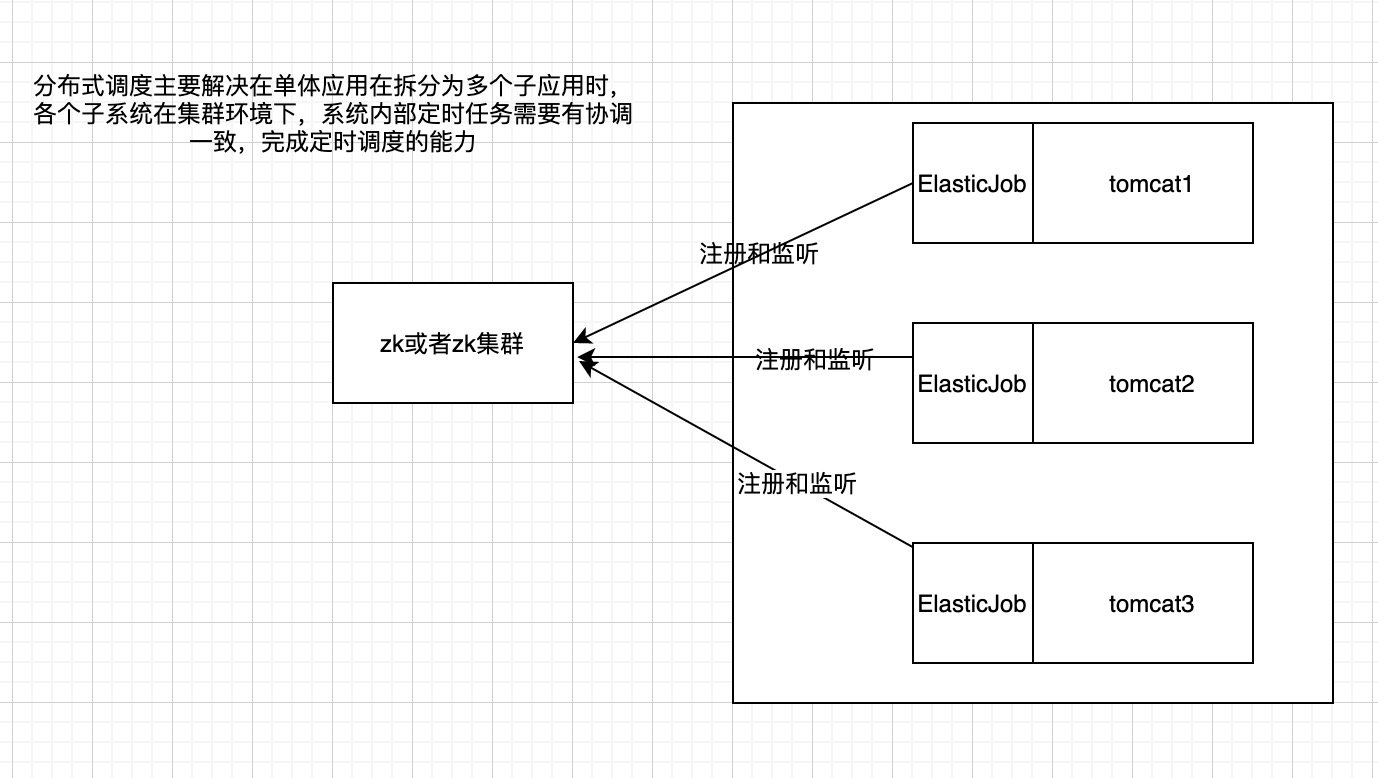 分布式调度主要解决在单体应用在拆分为多个子应用时，
各个子系统在集群环境下，系统内部定时任务需要有协调
一致，完成定时调度的能力
ElasticJob
tomcat1
注册和监听
zk或者zk集群
注册和监听
ElasticJob
tomcat2
注册和监听
ElasticJob
tomcat3